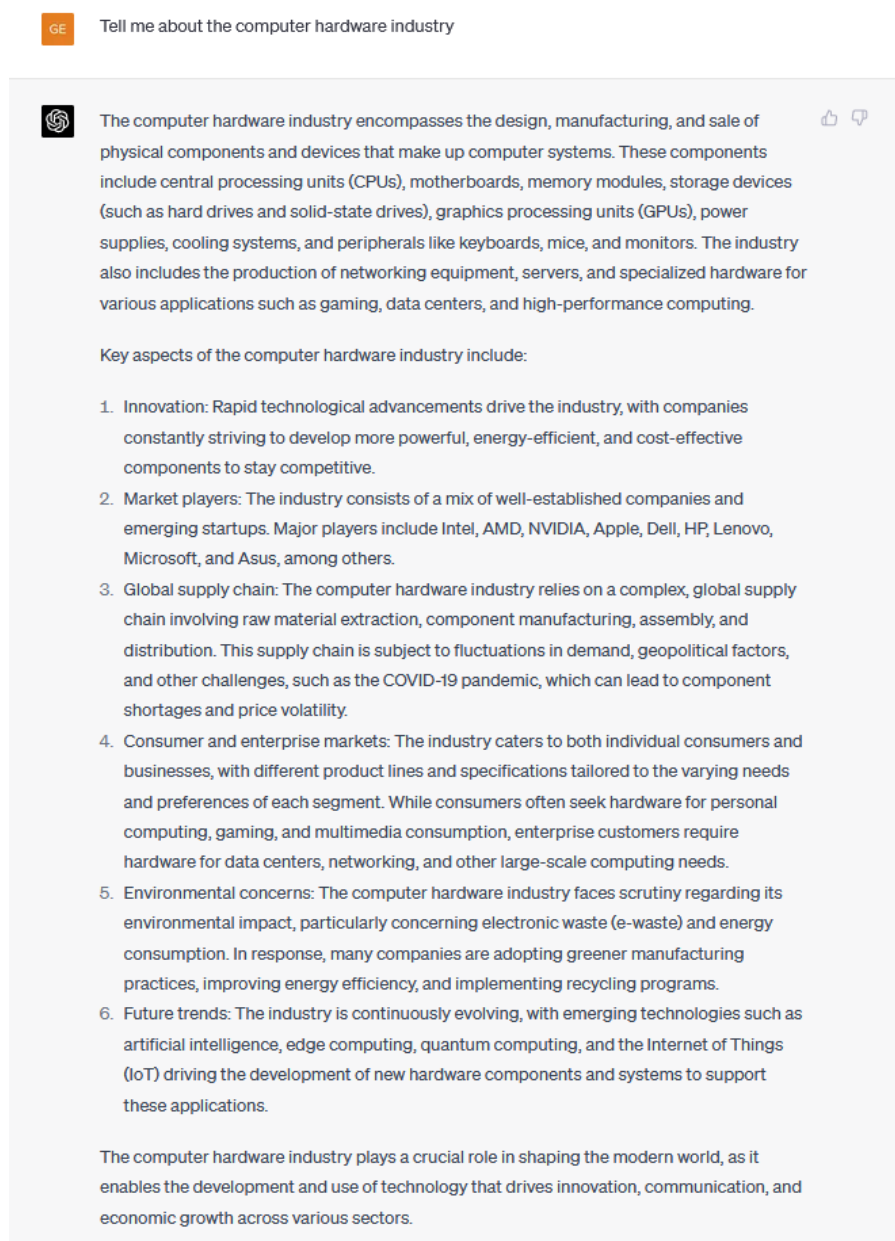 GE
Tell me about the computer hardware industry
The computer hardware industry encompasses the design, manufacturing, and sale of
physical components and devices that make up computer systems. These components
include central processing units (CPUs), motherboards, memory modules, storage devices
(such as hard drives and solid-state drives), graphics processing units (GPUs), power
supplies, cooling systems, and peripherals like keyboards, mice, and monitors. The industry
also includes the production of networking equipment, servers, and specialized hardware for
various applications such as gaming, data centers, and high-performance computing.
Key aspects of the computer hardware industry include:
1. Innovation: Rapid technological advancements drive the industry, with companies
constantly striving to develop more powerful, energy-efficient, and cost-effective
components to stay competitive.
2. Market players: The industry consists of a mix of well-established companies and
emerging startups. Major players include Intel, AMD, NVIDIA, Apple, Dell, HP, Lenovo,
Microsoft, and Asus, among others.
3. Global supply chain: The computer hardware industry relies on a complex, global supply
chain involving raw material extraction, component manufacturing, assembly, and
distribution. This supply chain is subject to fluctuations in demand, geopolitical factors,
and other challenges, such as the COVID-19 pandemic, which can lead to component
shortages and price volatility.
4. Consumer and enterprise markets: The industry caters to both individual consumers and
businesses, with different product lines and specifications tailored to the varying needs
and preferences of each segment. While consumers often seek hardware for personal
computing, gaming, and multimedia consumption, enterprise customers require
hardware for data centers, networking, and other large-scale computing needs.
5. Environmental concerns: The computer hardware industry faces scrutiny regarding its
environmental impact, particularly concerning electronic waste (e-waste) and energy
consumption. In response, many companies are adopting greener manufacturing
practices, improving energy efficiency, and implementing recycling programs.
6. Future trends: The industry is continuously evolving, with emerging technologies such as
artificial intelligence, edge computing, quantum computing, and the Internet of Things
(IoT) driving the development of new hardware components and systems to support
these applications.
The computer hardware industry plays a crucial role in shaping the modern world, as it
enables the development and use of technology that drives innovation, communication, and
economic growth across various sectors.